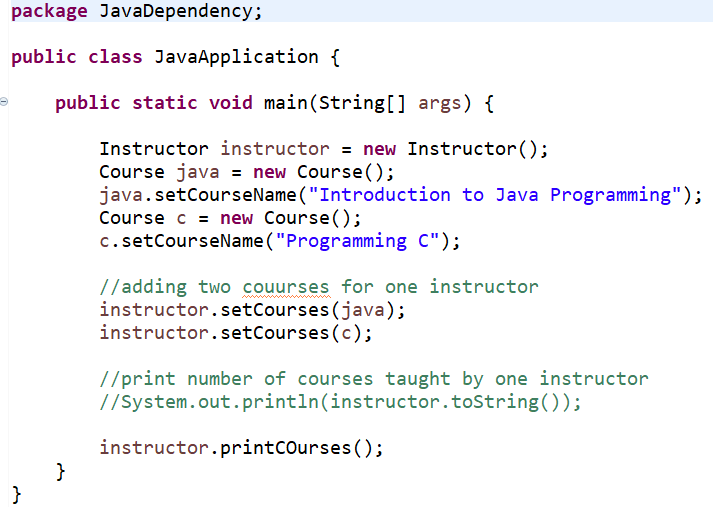 package JavaDependency;
public class JavaApplication {
public static void main(String[] args) {
Instructor instructor = new Instructor();
Course java = new Course();
java.setCourseName("Introduction to Java Programming");
Course c = new Course();
c.setCourseName("Programming C");
//adding two couurses for one instructor
instructor.setCourses(java);
instructor.setCourses(c);
//print number of courses taught by one instructor
//System.out.println(instructor.toString());
instructor.printCOurses();
}
}